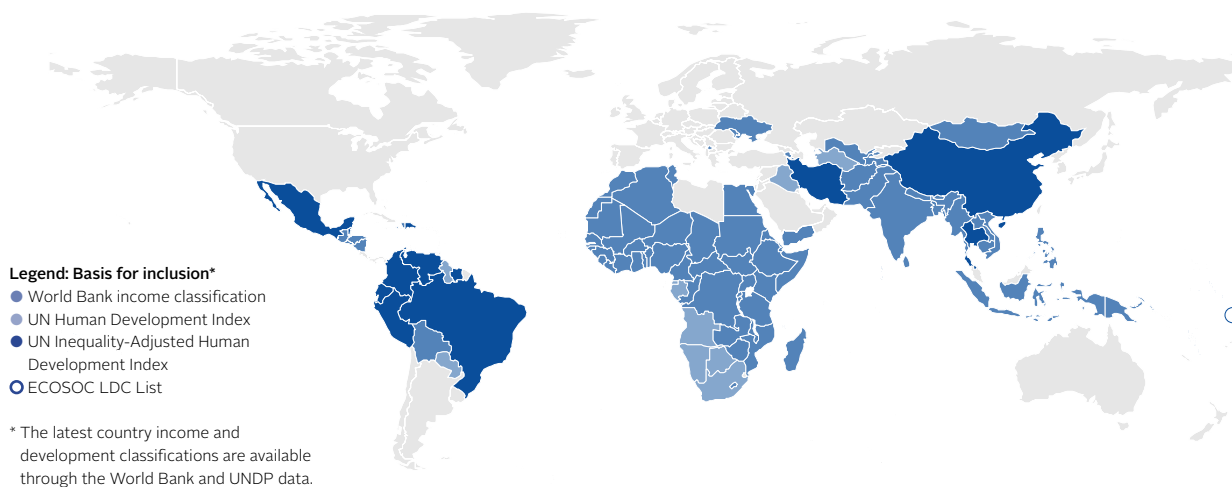 Legend: Basis for inclusion*
World Bank income classification
UN Human Development Index
UN Inequality-Adjusted Human
Development Index
ECOSOC LDC List
* The latest country income and
development classifications are available
through the World Bank and UNDP data.